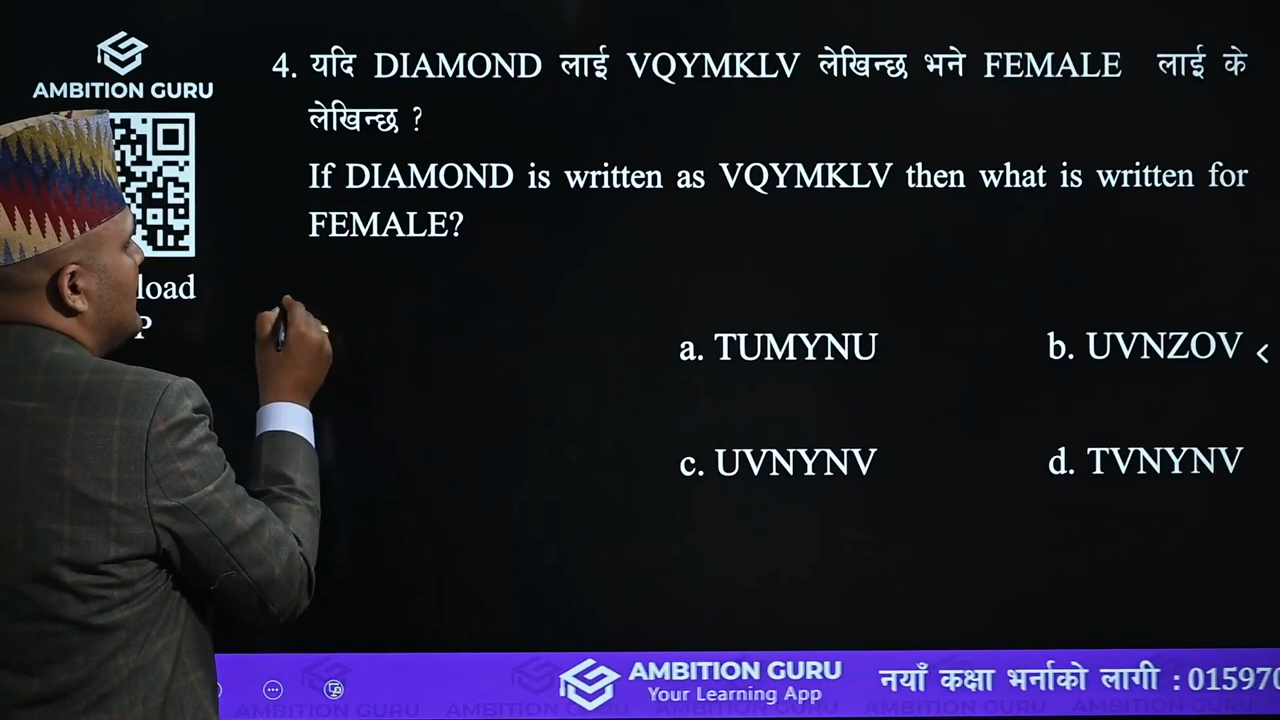 AMBITION GURU
4. यदि DIAMOND लाई VQYMKLV लेखिन्छ भने FEMALE लाई के
लेखिन्छ ?
If DIAMOND is written as VQYMKLV then what is written for
FEMALE?
load
P
a. TUMYNU b. UVNZOV
c. UVNYNV d. TVNYNV
AMBITION GURU
Your Learning App
नयाँ कक्षा भर्नाको लागी : 01597